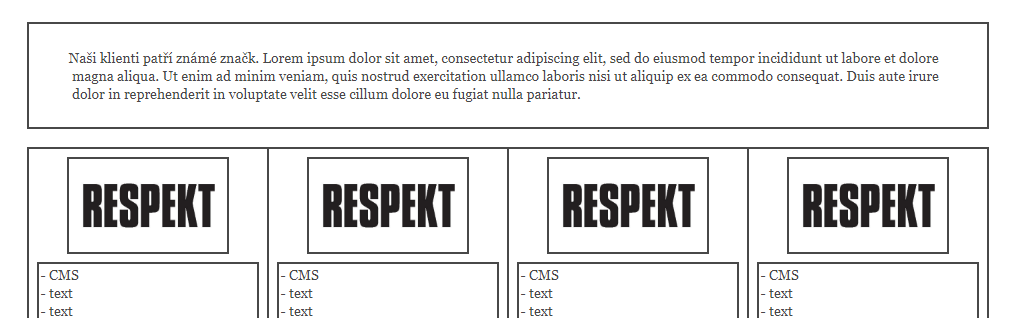 Naši klienti patří známé značk. Lorem ipsum dolor sit amet, consectetur adipiscing elit, sed do eiusmod tempor incididunt ut labore et dolore
magna aliqua. Ut enim ad minim veniam, quis nostrud exercitation ullamco laboris nisi ut aliquip ex ea commodo consequat. Duis aute irure
dolor in reprehenderit in voluptate velit esse cillum dolore eu fugiat nulla pariatur.
RESPEKT RESPEKT RESPEKT RESPEKT
- CMS - CMS - CMS - CMS
- text - text - text - text
- text - text - text - text